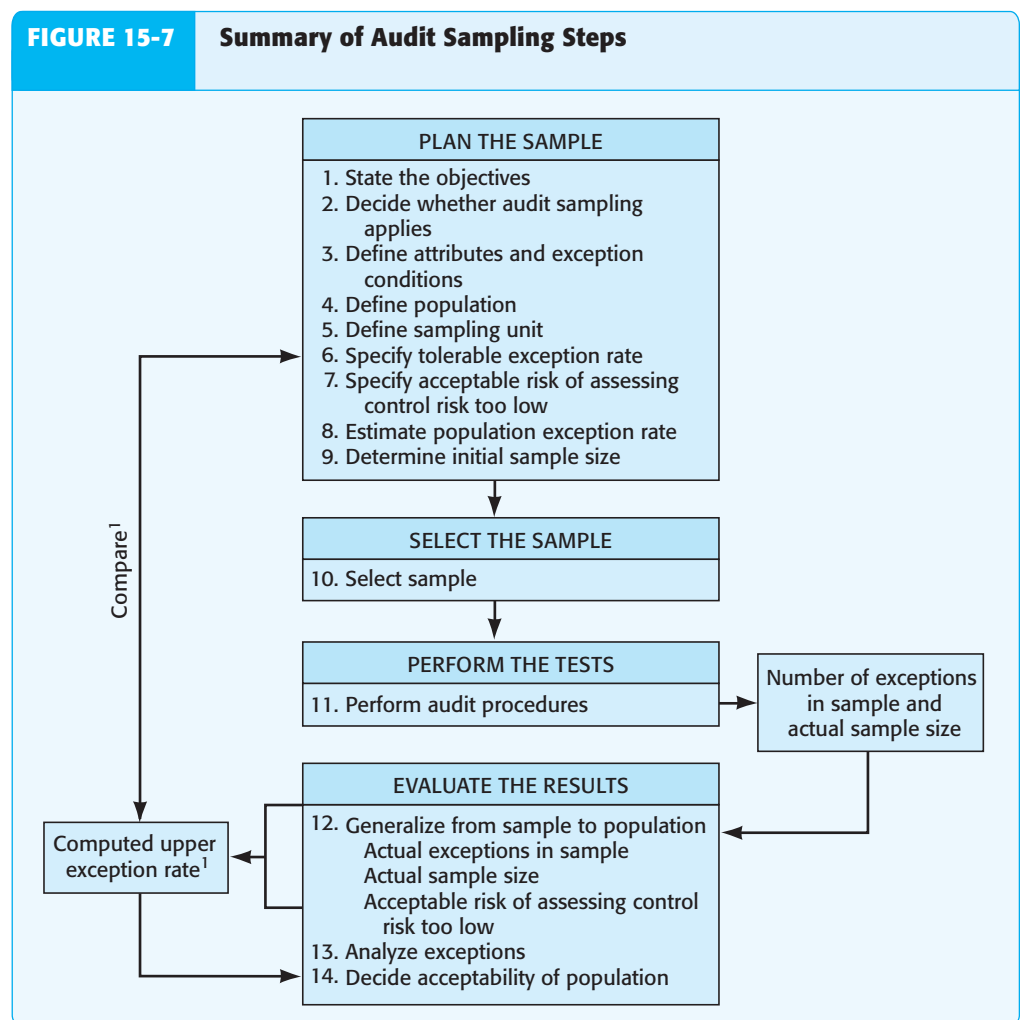 FIGURE 15-7 Summary of Audit Sampling Steps
PLAN THE SAMPLE
1. State the objectives
2. Decide whether audit sampling
applies
3. Define attributes and exception
conditions
4. Define population
5. Define sampling unit
6. Specify tolerable exception rate
7. Specify acceptable risk of assessing
control risk too low
8. Estimate population exception rate
9. Determine initial sample size
Compare¹
SELECT THE SAMPLE
10. Select sample
PERFORM THE TESTS
11. Perform audit procedures
Number of exceptions
in sample and
actual sample size
EVALUATE THE RESULTS
12. Generalize from sample to population
Actual exceptions in sample
Actual sample size
Acceptable risk of assessing control
risk too low
13. Analyze exceptions
14. Decide acceptability of population
Computed upper
exception rate¹